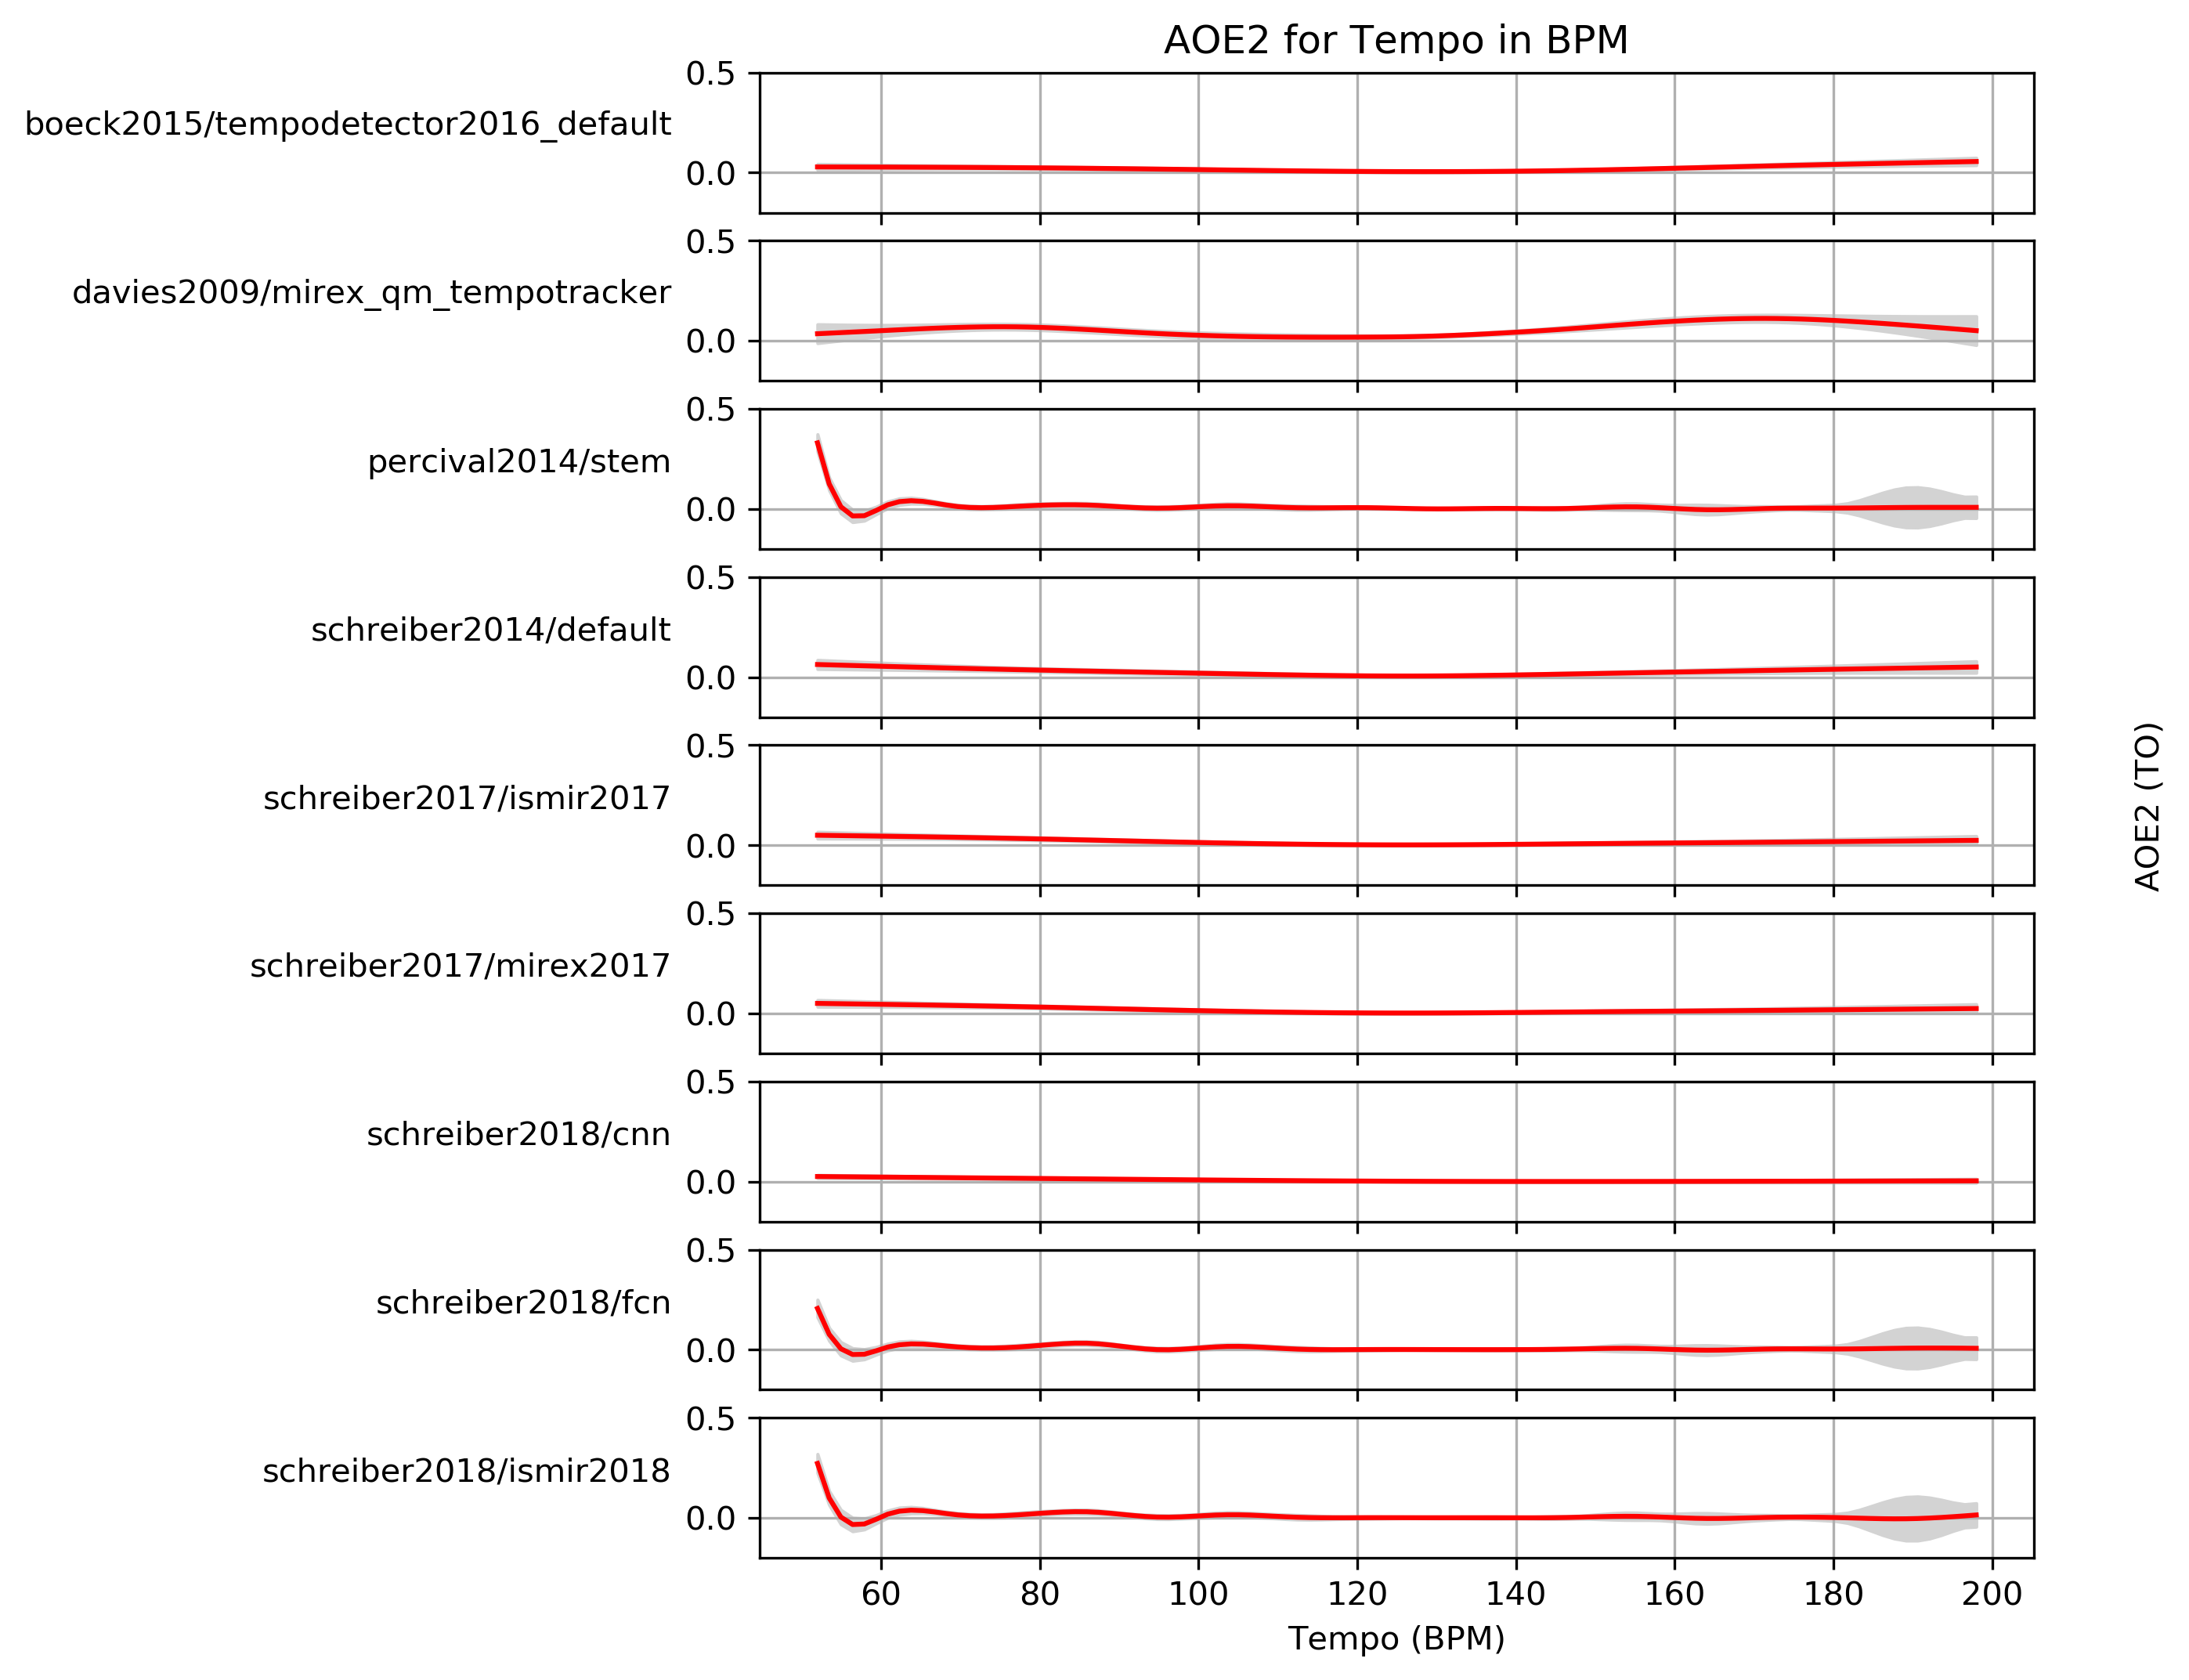 AOE2 for Tempo in BPM
0.5
boeck2015/tempodetector2016_default
0.0
0.5
davies2009/mirex_qm_tempotracker
0.0
0.5
percival2014/stem
0.0
0.5
schreiber2014/default
0.0
0.5
schreiber2017/ismir2017
0.0
0.5
schreiber2017/mirex2017
0.0
0.5
schreiber2018/cnn
0.0
0.5
schreiber2018/fcn
0.0
0.5
schreiber2018/ismir2018
0.0
60 80 100 120 140 160 180 200
Tempo (BPM)
AOE2 (TO)